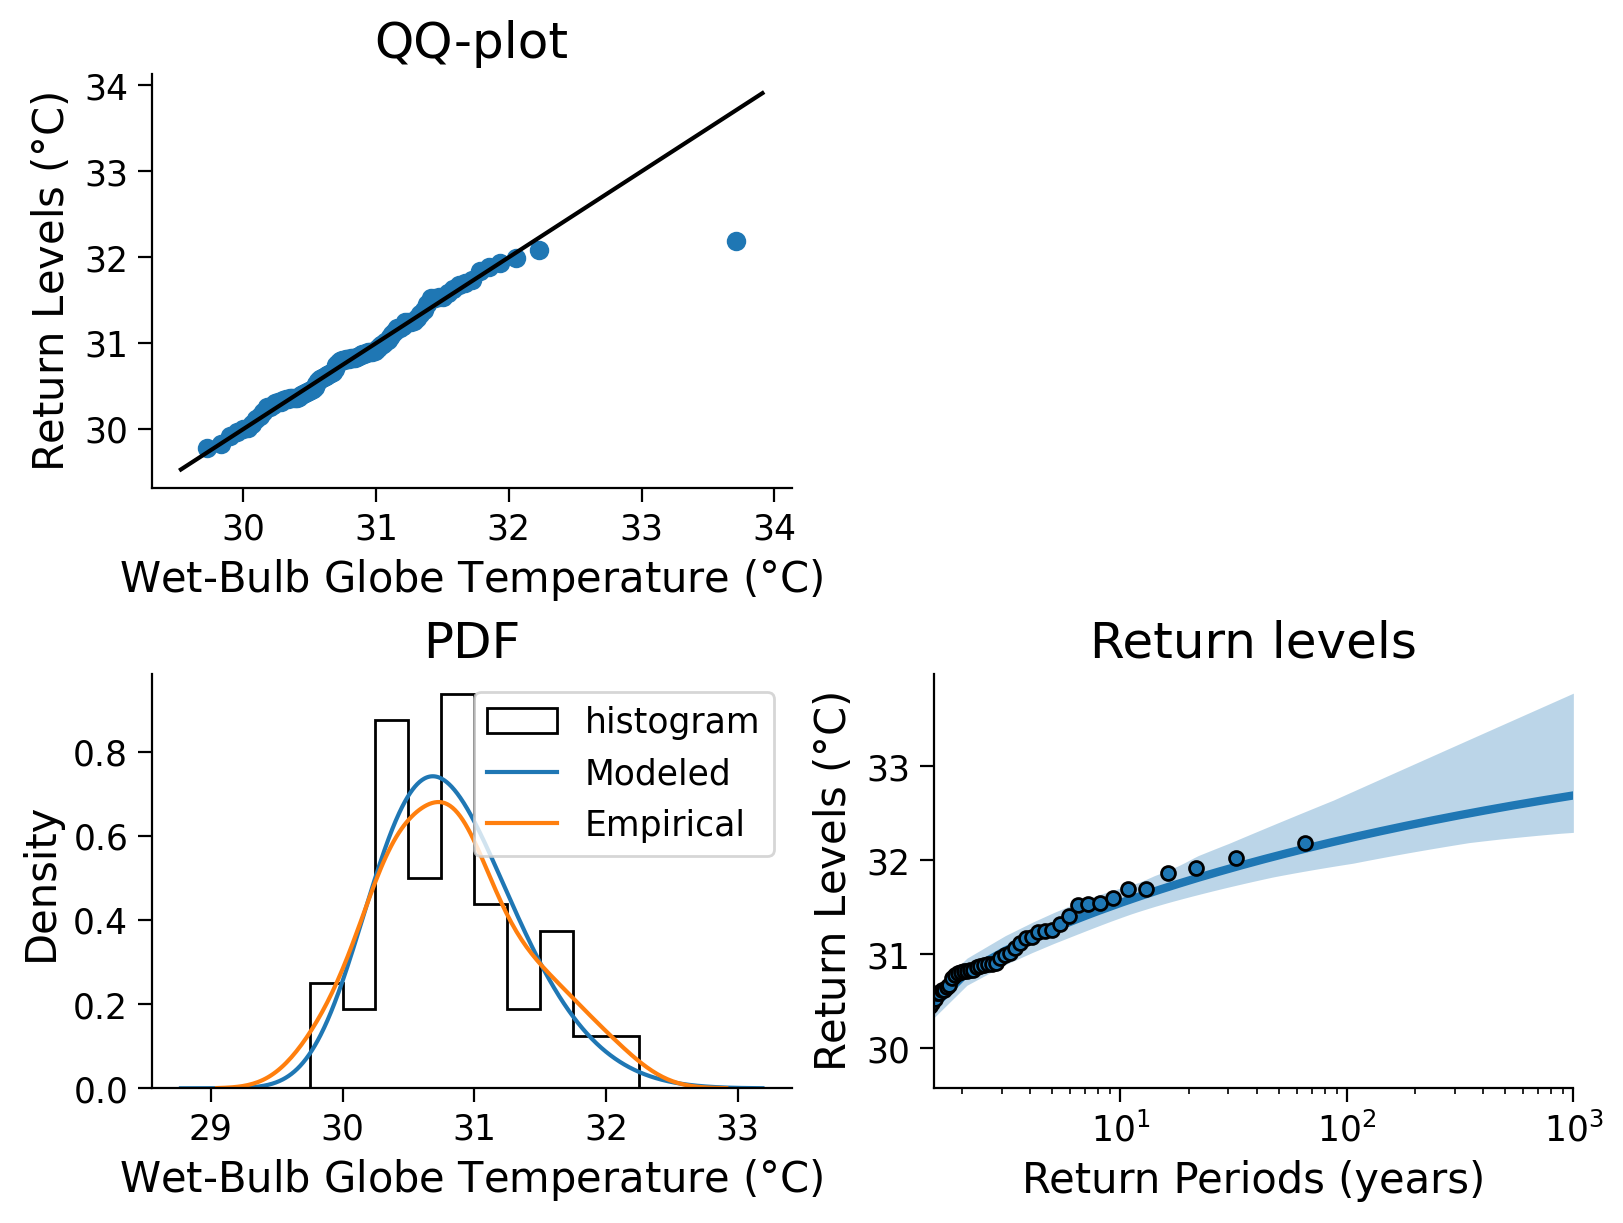 QQ-plot
Return Levels (°C)
34
33
32
31
30
30 31 32 33 34
Wet-Bulb Globe Temperature (°C)
PDF
Density
0.8
0.6
0.4
0.2
0.0
histogram
Modeled
Empirical
29 30 31 32 33
Wet-Bulb Globe Temperature (°C)
Return levels
Return Levels (°C)
33
32
31
30
10¹ 10² 10³
Return Periods (years)